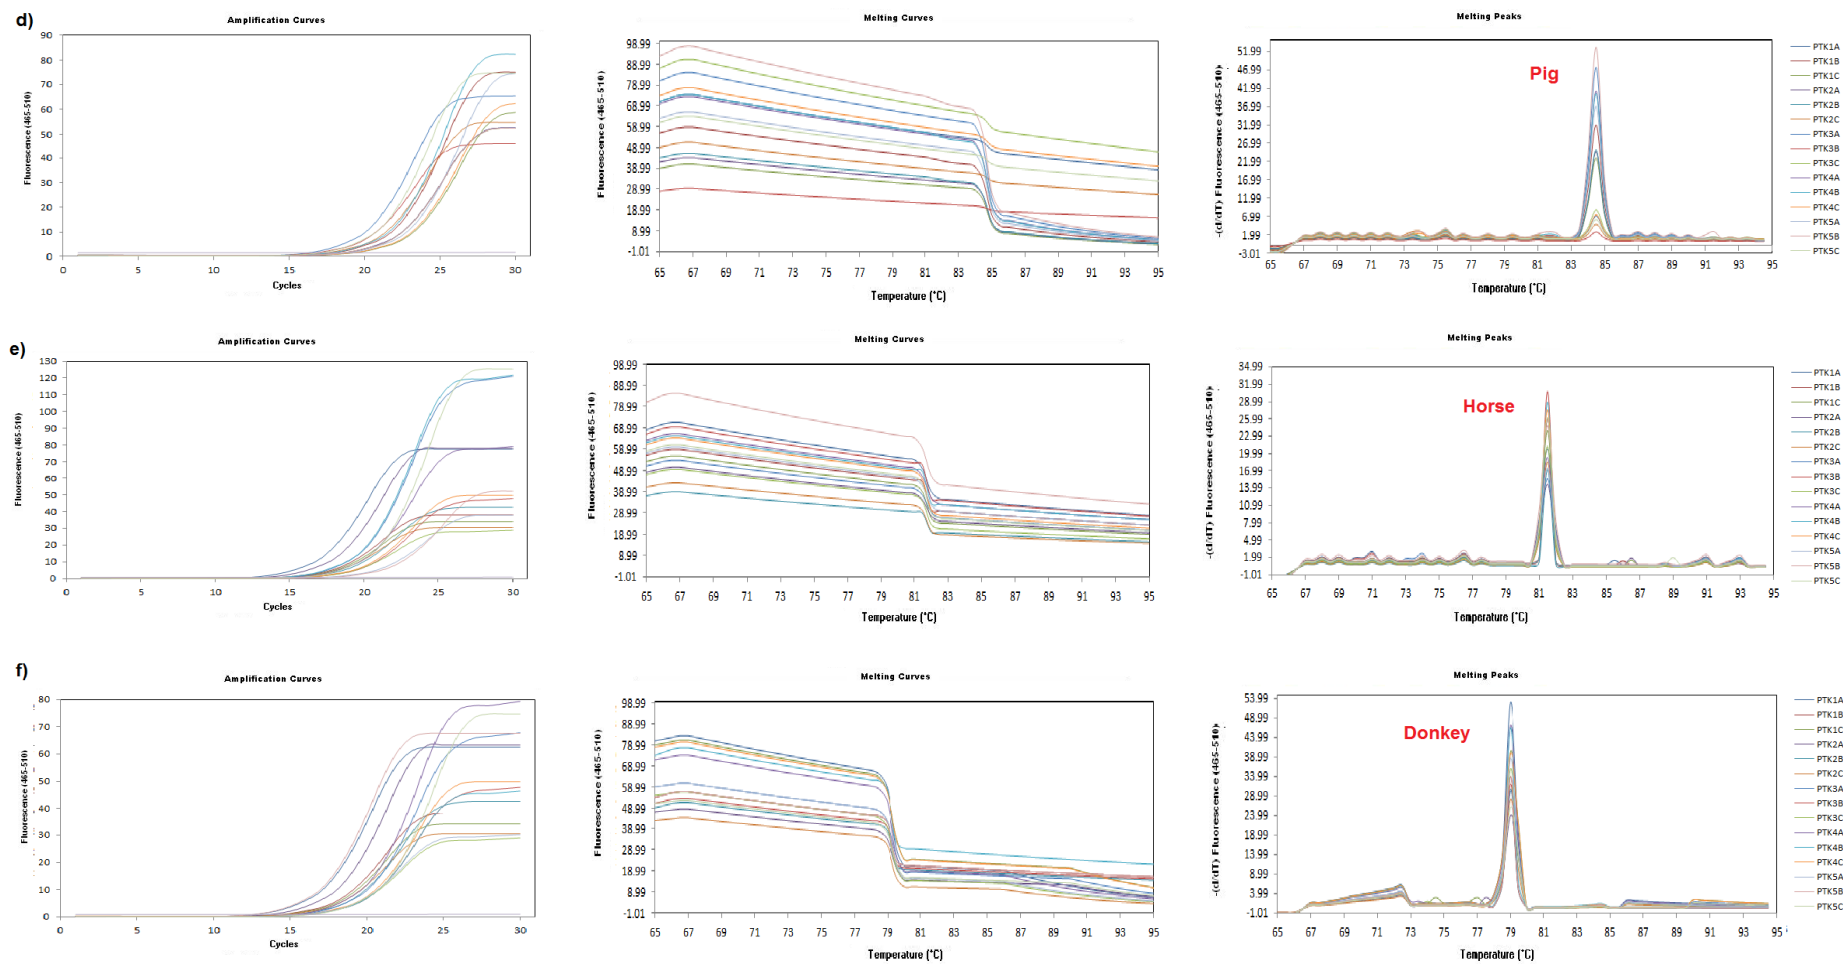 d)
Amplification Curves
Fluorescence (465-510)
90
80
70
60
50
40
30
20
10
0
0 5 10 15 20 25 30
Cycles
Melting Curves
Fluorescence (465-510)
98.99
88.99
78.99
68.99
58.99
48.99
38.99
28.99
18.99
8.99
-1.01
65 67 69 71 73 75 77 79 81 83 85 87 89 91 93 95
Temperature (°C)
Melting Peaks
Pig
-(d/dT) Fluorescence (465-510)
51.99
46.99
41.99
36.99
31.99
26.99
21.99
16.99
11.99
6.99
1.99
-3.01
65 67 69 71 73 75 77 79 81 83 85 87 89 91 93 95
Temperature (°C)
PTK1A
PTK1B
PTK1C
PTK2A
PTK2B
PTK2C
PTK3A
PTK3B
PTK3C
PTK4A
PTK4B
PTK4C
PTK5A
PTK5B
PTK5C
e)
Amplification Curves
Fluorescence (465-510)
130
120
110
100
90
80
70
60
50
40
30
20
10
0
0 5 10 15 20 25 30
Cycles
Melting Curves
Fluorescence (465-510)
98.99
88.99
78.99
68.99
58.99
48.99
38.99
28.99
18.99
8.99
-1.01
65 67 69 71 73 75 77 79 81 83 85 87 89 91 93 95
Temperature (°C)
Melting Peaks
Horse
-(d/dT) Fluorescence (465-510)
34.99
31.99
28.99
25.99
22.99
19.99
16.99
13.99
10.99
7.99
4.99
1.99
-1.01
65 67 69 71 73 75 77 79 81 83 85 87 89 91 93 95
Temperature (°C)
PTK1A
PTK1B
PTK1C
PTK2A
PTK2B
PTK2C
PTK3A
PTK3B
PTK3C
PTK4A
PTK4B
PTK4C
PTK5A
PTK5B
PTK5C
f)
Amplification Curves
Fluorescence (465-510)
80
70
60
50
40
30
20
10
0
0 5 10 15 20 25 30
Cycles
Melting Curves
Fluorescence (465-510)
98.99
88.99
78.99
68.99
58.99
48.99
38.99
28.99
18.99
8.99
-1.01
65 67 69 71 73 75 77 79 81 83 85 87 89 91 93 95
Temperature (°C)
Melting Peaks
Donkey
-(d/dT) Fluorescence (465-510)
53.99
48.99
43.99
38.99
33.99
28.99
23.99
18.99
13.99
8.99
3.99
-1.01
65 67 69 71 73 75 77 79 81 83 85 87 89 91 93 95
Temperature (°C)
PTK1A
PTK1B
PTK1C
PTK2A
PTK2B
PTK2C
PTK3A
PTK3B
PTK3C
PTK4A
PTK4B
PTK4C
PTK5A
PTK5B
PTK5C